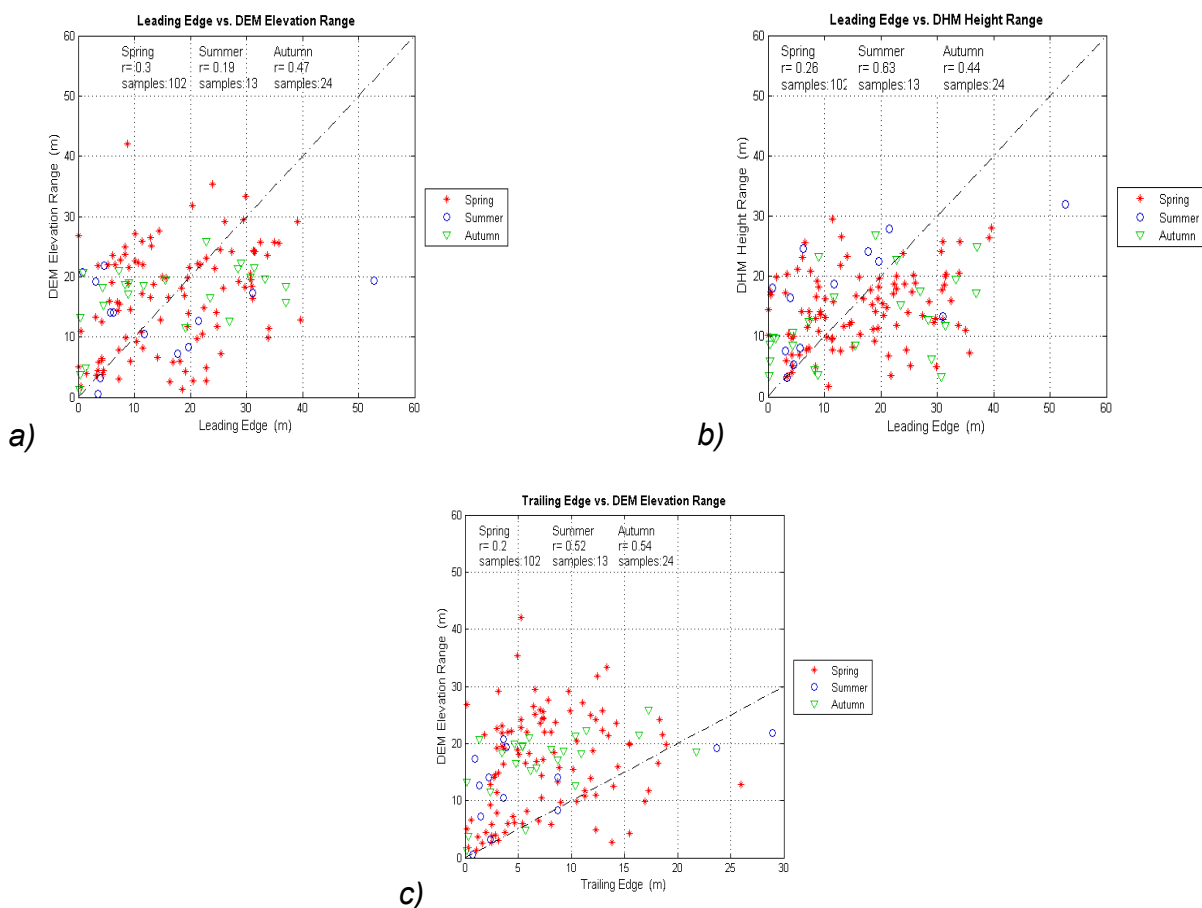 Leading Edge vs. DEM Elevation Range
60
50
40
30
20
10
0
DEM Elevation Range (m)
Spring Summer Autumn
r= 0.3 r= 0.19 r= 0.47
samples:102 samples:13 samples:24
0 10 20 30 40 50 60
Leading Edge (m)
Spring
Summer
Autumn
a)
Leading Edge vs. DHM Height Range
60
50
40
30
20
10
0
DHM Height Range (m)
Spring Summer Autumn
r= 0.26 r= 0.63 r= 0.44
samples:102 samples:13 samples:24
0 10 20 30 40 50 60
Leading Edge (m)
Spring
Summer
Autumn
b)
Trailing Edge vs. DEM Elevation Range
60
50
40
30
20
10
0
DEM Elevation Range (m)
Spring Summer Autumn
r= 0.2 r= 0.52 r= 0.54
samples:102 samples:13 samples:24
0 5 10 15 20 25 30
Trailing Edge (m)
Spring
Summer
Autumn
c)